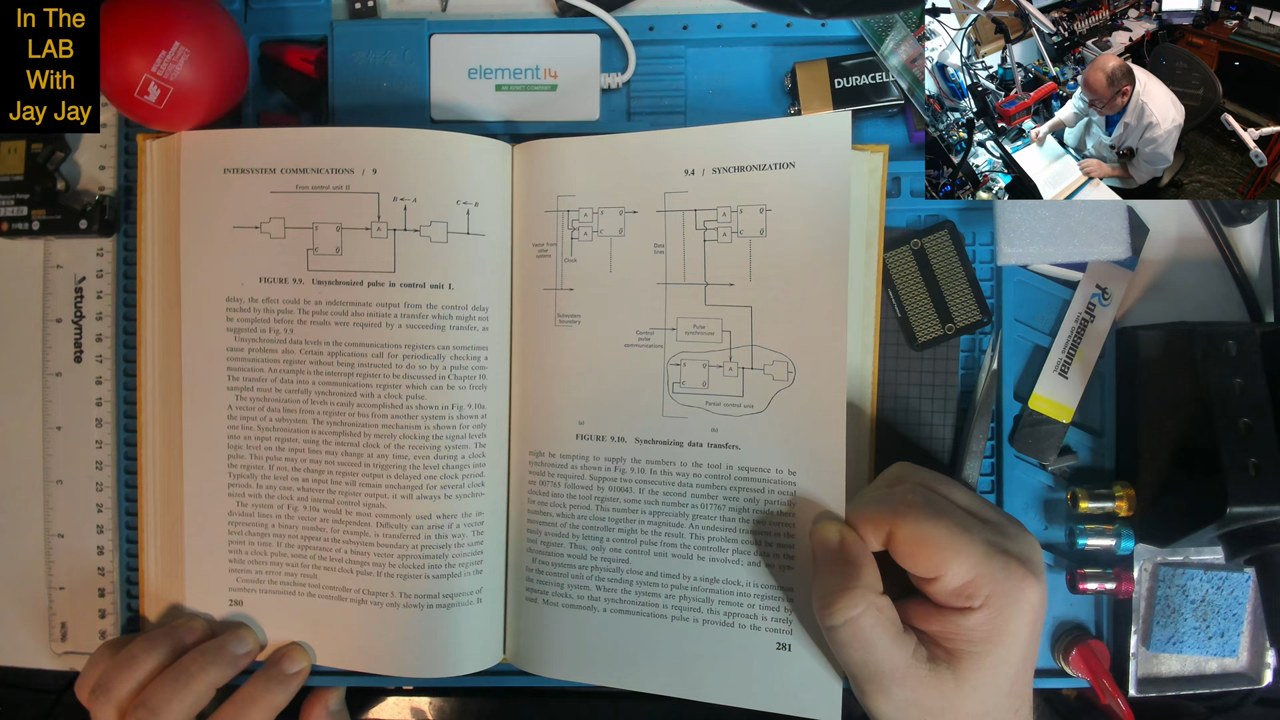 In The
LAB
With
Jay Jay
element14
AN AVNET COMPANY
DURACELL
studymate
Rofessional
INTERSYSTEM COMMUNICATIONS / 9
From control unit II
B ← A
C ← B
S Q
C Q̄
A
FIGURE 9.9. Unsynchronized pulse in control unit I.
delay, the effect could be an indeterminate output from the control delay
reached by this pulse. The pulse could also initiate a transfer which might not
be completed before the results were required by a succeeding transfer, as
suggested in Fig. 9.9.
Unsynchronized data levels in the communications registers can sometimes
cause problems also. Certain applications call for periodically checking a
communications register without being instructed to do so by a pulse com-
munication. An example is the interrupt register to be discussed in Chapter 10.
The transfer of data into a communications register which can be so freely
sampled must be carefully synchronized with a clock pulse.
The synchronization of levels is easily accomplished as shown in Fig. 9.10a.
A vector of data lines from a register or bus from another system is shown at
the input of a subsystem. The synchronization mechanism is shown for only
one line. Synchronization is accomplished by merely clocking the signal levels
into an input register, using the internal clock of the receiving system. The
logic level on the input lines may change at any time, even during a clock
pulse. This pulse may or may not succeed in triggering the level changes into
the register. If not, the change in register output is delayed one clock period.
Typically the level on an input line will remain unchanged for several clock
periods. In any case, whatever the register output, it will always be synchro-
nized with the clock and internal control signals.
The system of Fig. 9.10a would be most commonly used where the in-
dividual lines in the vector are independent. Difficulty can arise if a vector
representing a binary number, for example, is transferred in this way. The
level changes may not appear at the subsystem boundary at precisely the same
point in time. If the appearance of a binary vector approximately coincides
with a clock pulse, some of the level changes may be clocked into the register
while others may wait for the next clock pulse. If the register is sampled in the
interim an error may result.
Consider the machine tool controller of Chapter 5. The normal sequence of
numbers transmitted to the controller might vary only slowly in magnitude. It
280
9.4 / SYNCHRONIZATION
A
S Q
A
C Q̄
Vector from
other
systems
Clock
Subsystem
boundary
A
S Q
A
C Q̄
Data
lines
Control
pulse
communications
Pulse
synchronizer
S Q
C Q̄
A
Partial control unit
(a)
(b)
FIGURE 9.10. Synchronizing data transfers.
might be tempting to supply the numbers to the tool in sequence to be
synchronized as shown in Fig. 9.10. In this way no control communications
would be required. Suppose two consecutive data numbers expressed in octal
are 007765 followed by 010043. If the second number were only partially
clocked into the tool register, some such number as 017767 might reside there
for one clock period. This number is appreciably greater than the two correct
numbers, which are close together in magnitude. An undesired transient in the
movement of the controller might be the result. This problem could be most
easily avoided by letting a control pulse from the controller place data in the
tool register. Thus, only one control unit would be involved; and no syn-
chronization would be required.
If two systems are physically close and timed by a single clock, it is common
for the control unit of the sending system to pulse information into registers in
the receiving system. Where the systems are physically remote or timed by
separate clocks, so that synchronization is required, this approach is rarely
used. Most commonly, a communications pulse is provided to the control
281